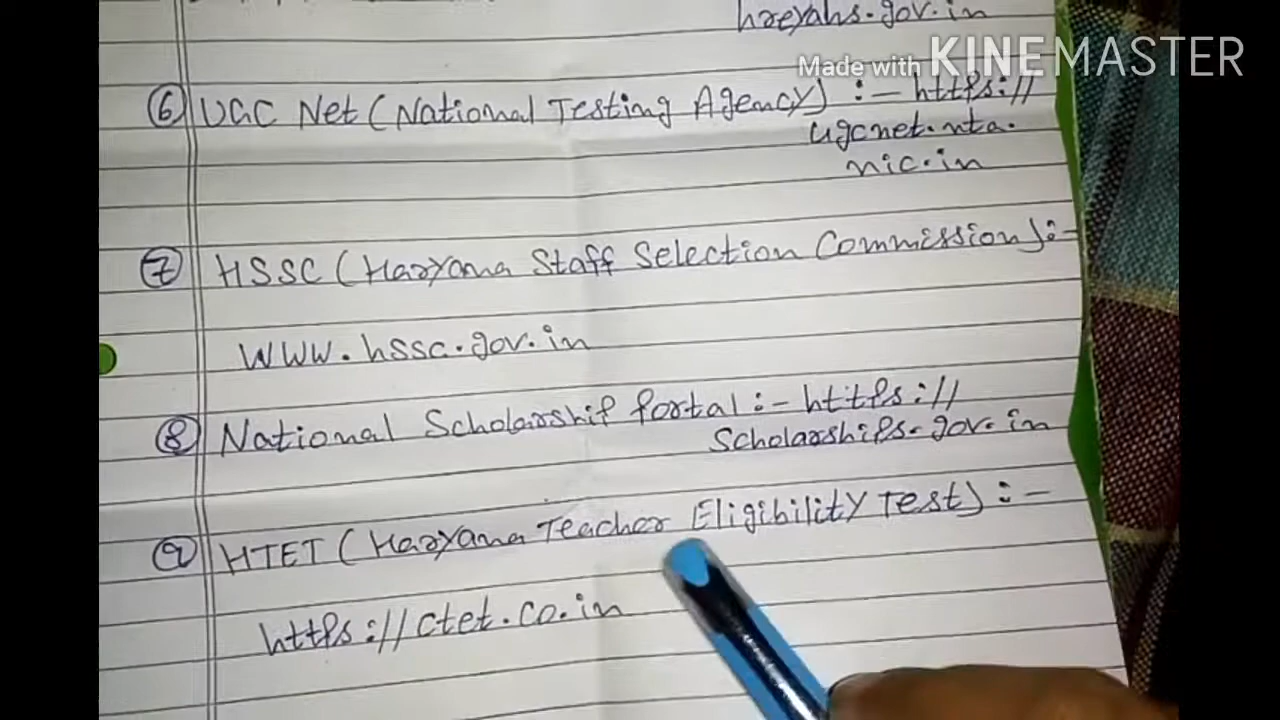 hreyahs.gov.in
Made with KINEMASTER
⑥ UGC Net (National Testing Agency) :- https://
ugcnet.nta.
nic.in
⑦ HSSC (Haryana Staff Selection Commission):-
WWW.hssc.gov.in
⑧ National Scholarship Portal:- https://
Scholarships.gov.in
⑨ HTET (Haryana Teacher Eligibility Test) :-
https://ctet.co.in